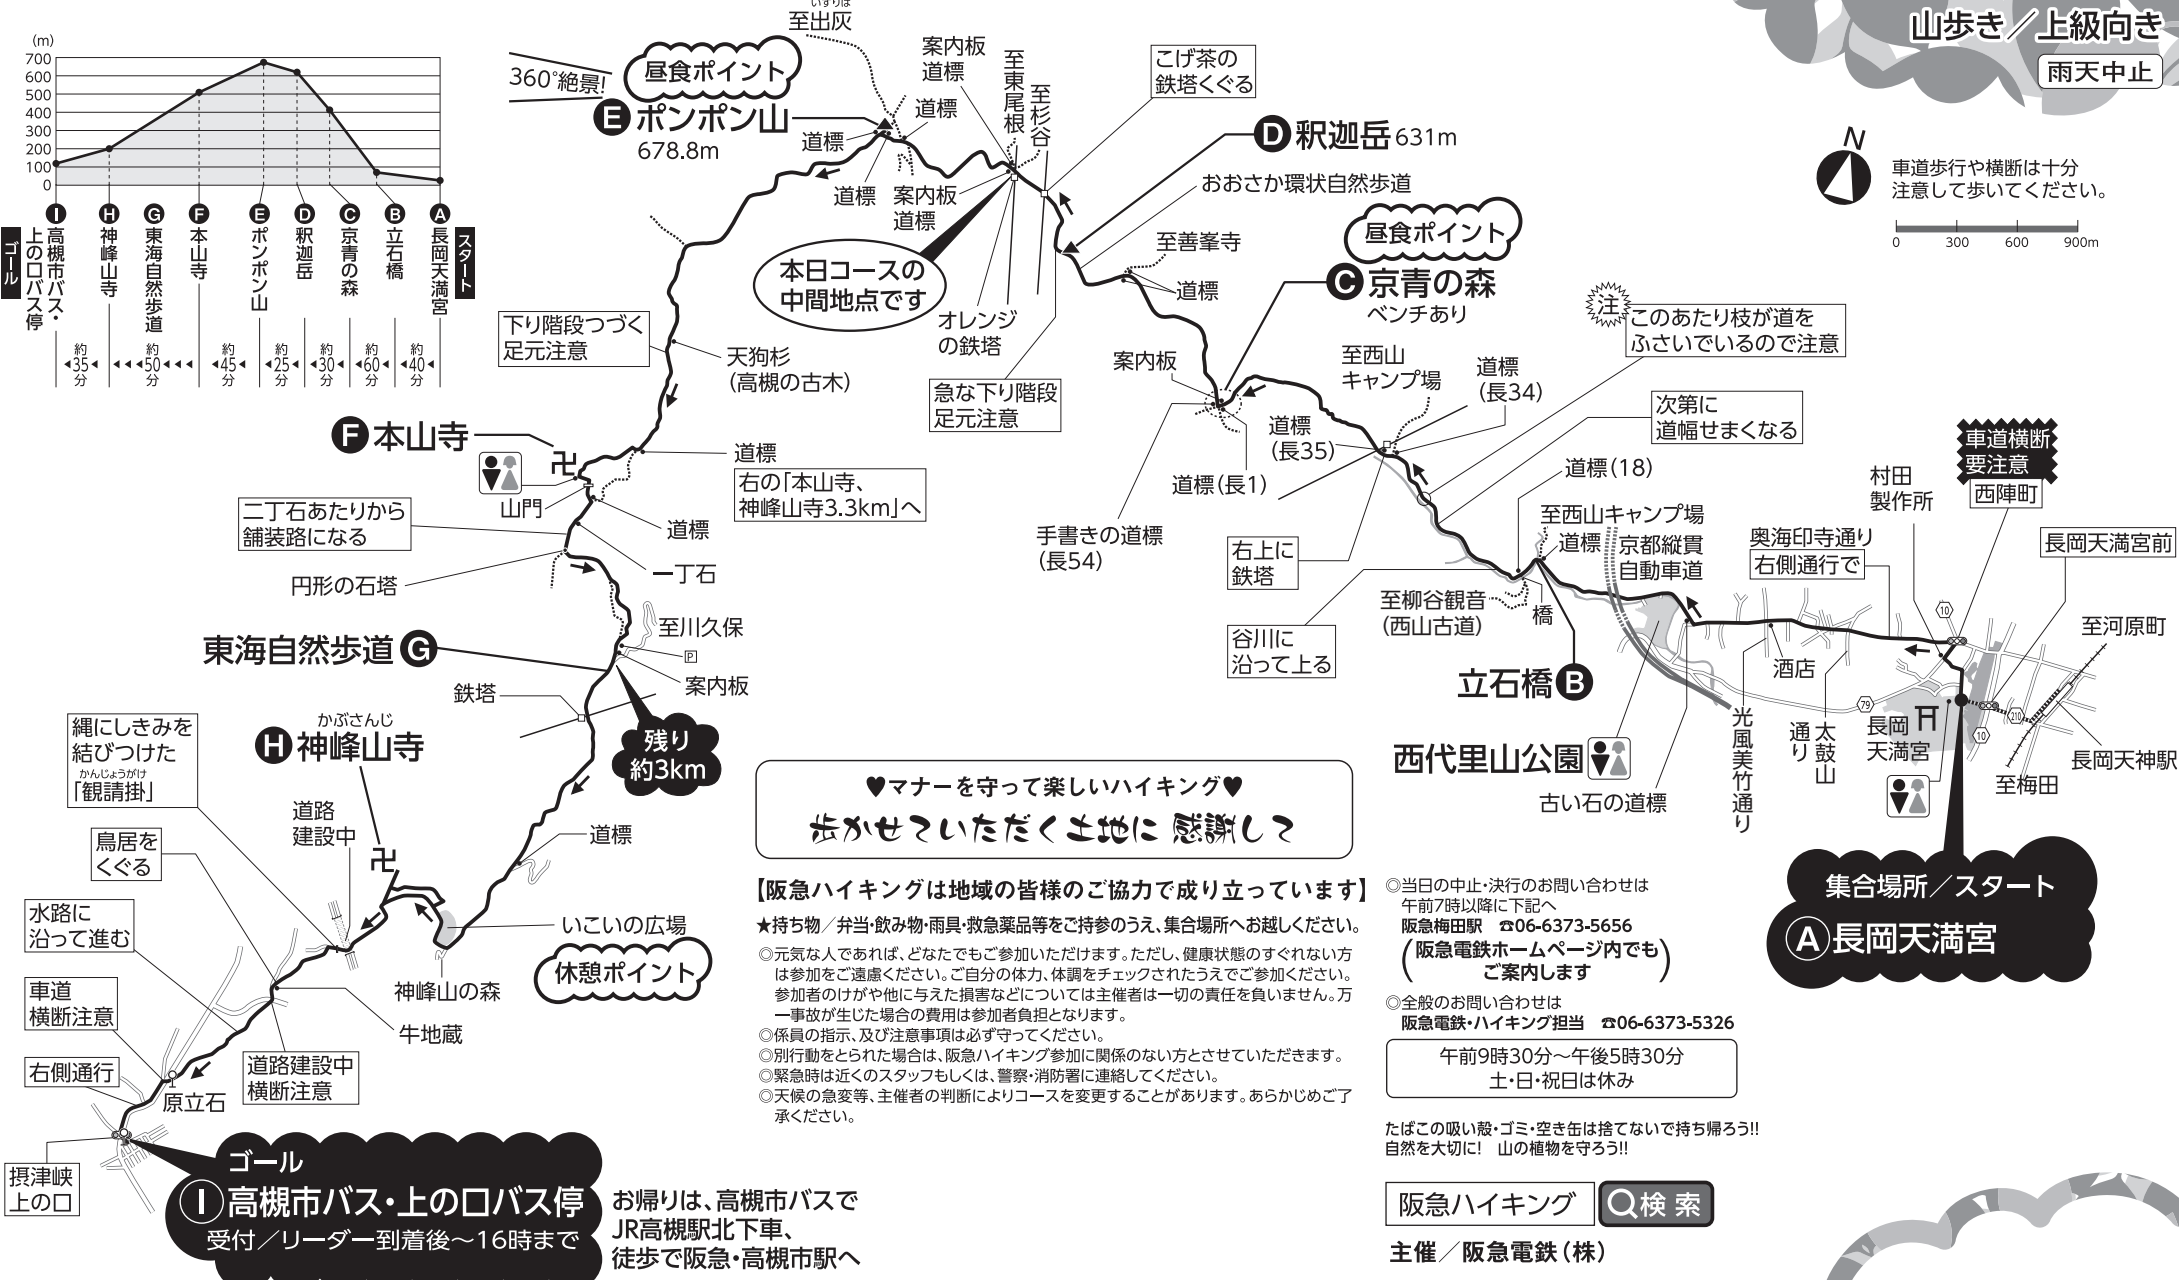 山歩き／上級向き
雨天中止
(m)
700
600
500
400
300
200
100
0
ゴール
I 高槻市バス・上の口バス停
H 神峰山寺
G 東海自然歩道
F 本山寺
E ポンポン山
D 釈迦岳
C 京青の森
B 立石橋
A 長岡天満宮
スタート
約35分
約50分
約45分
約25分
約30分
約60分
約40分
N
車道歩行や横断は十分
注意して歩いてください。
0 300 600 900m
360°絶景!
昼食ポイント
E ポンポン山
678.8m
いずりは
至出灰
道標
道標
道標
案内板
道標
案内板
道標
至東尾根
至杉谷
こげ茶の
鉄塔くぐる
D 釈迦岳 631m
おおさか環状自然歩道
本日コースの
中間地点です
オレンジ
の鉄塔
急な下り階段
足元注意
至善峯寺
道標
昼食ポイント
C 京青の森
ベンチあり
案内板
手書きの道標
(長54)
道標(長1)
道標
(長35)
至西山
キャンプ場
道標
(長34)
右上に
鉄塔
注
このあたり枝が道を
ふさいでいるので注意
次第に
道幅せまくなる
道標(18)
至西山キャンプ場
道標
京都縦貫
自動車道
谷川に
沿って上る
至柳谷観音
(西山古道)
橋
立石橋 B
西代里山公園
古い石の道標
奥海印寺通り
右側通行で
村田
製作所
車道横断
要注意
西陣町
長岡天満宮前
10
79
210
10
至河原町
長岡天神駅
至梅田
酒店
光風美竹通り
太鼓山
通り
長岡
天満宮
集合場所／スタート
A 長岡天満宮
下り階段つづく
足元注意
天狗杉
(高槻の古木)
F 本山寺
山門
道標
右の「本山寺、
神峰山寺3.3km」へ
道標
二丁石あたりから
舗装路になる
一丁石
円形の石塔
東海自然歩道 G
至川久保
P
案内板
鉄塔
残り
約3km
かぶさんじ
H 神峰山寺
道標
いこいの広場
休憩ポイント
神峰山の森
道路
建設中
縄にしきみを
結びつけた
かんじょうがけ
「観請掛」
鳥居を
くぐる
水路に
沿って進む
車道
横断注意
右側通行
牛地蔵
道路建設中
横断注意
原立石
摂津峡
上の口
ゴール
I 高槻市バス・上の口バス停
受付／リーダー到着後〜16時まで
お帰りは、高槻市バスで
JR高槻駅北下車、
徒歩で阪急・高槻市駅へ
♥マナーを守って楽しいハイキング♥
歩かせていただく土地に 感謝して
【阪急ハイキングは地域の皆様のご協力で成り立っています】
★持ち物／弁当・飲み物・雨具・救急薬品等をご持参のうえ、集合場所へお越しください。
◎元気な人であれば、どなたでもご参加いただけます。ただし、健康状態のすぐれない方
は参加をご遠慮ください。ご自分の体力、体調をチェックされたうえでご参加ください。
参加者のけがや他に与えた損害などについては主催者は一切の責任を負いません。万
一事故が生じた場合の費用は参加者負担となります。
◎係員の指示、及び注意事項は必ず守ってください。
◎別行動をとられた場合は、阪急ハイキング参加に関係のない方とさせていただきます。
◎緊急時は近くのスタッフもしくは、警察・消防署に連絡してください。
◎天候の急変等、主催者の判断によりコースを変更することがあります。あらかじめご了
承ください。
◎当日の中止・決行のお問い合わせは
午前7時以降に下記へ
阪急梅田駅 ☎06-6373-5656
(阪急電鉄ホームページ内でも
ご案内します)
◎全般のお問い合わせは
阪急電鉄・ハイキング担当 ☎06-6373-5326
午前9時30分〜午後5時30分
土・日・祝日は休み
たばこの吸い殻・ゴミ・空き缶は捨てないで持ち帰ろう!!
自然を大切に! 山の植物を守ろう!!
阪急ハイキング 検索
主催／阪急電鉄(株)